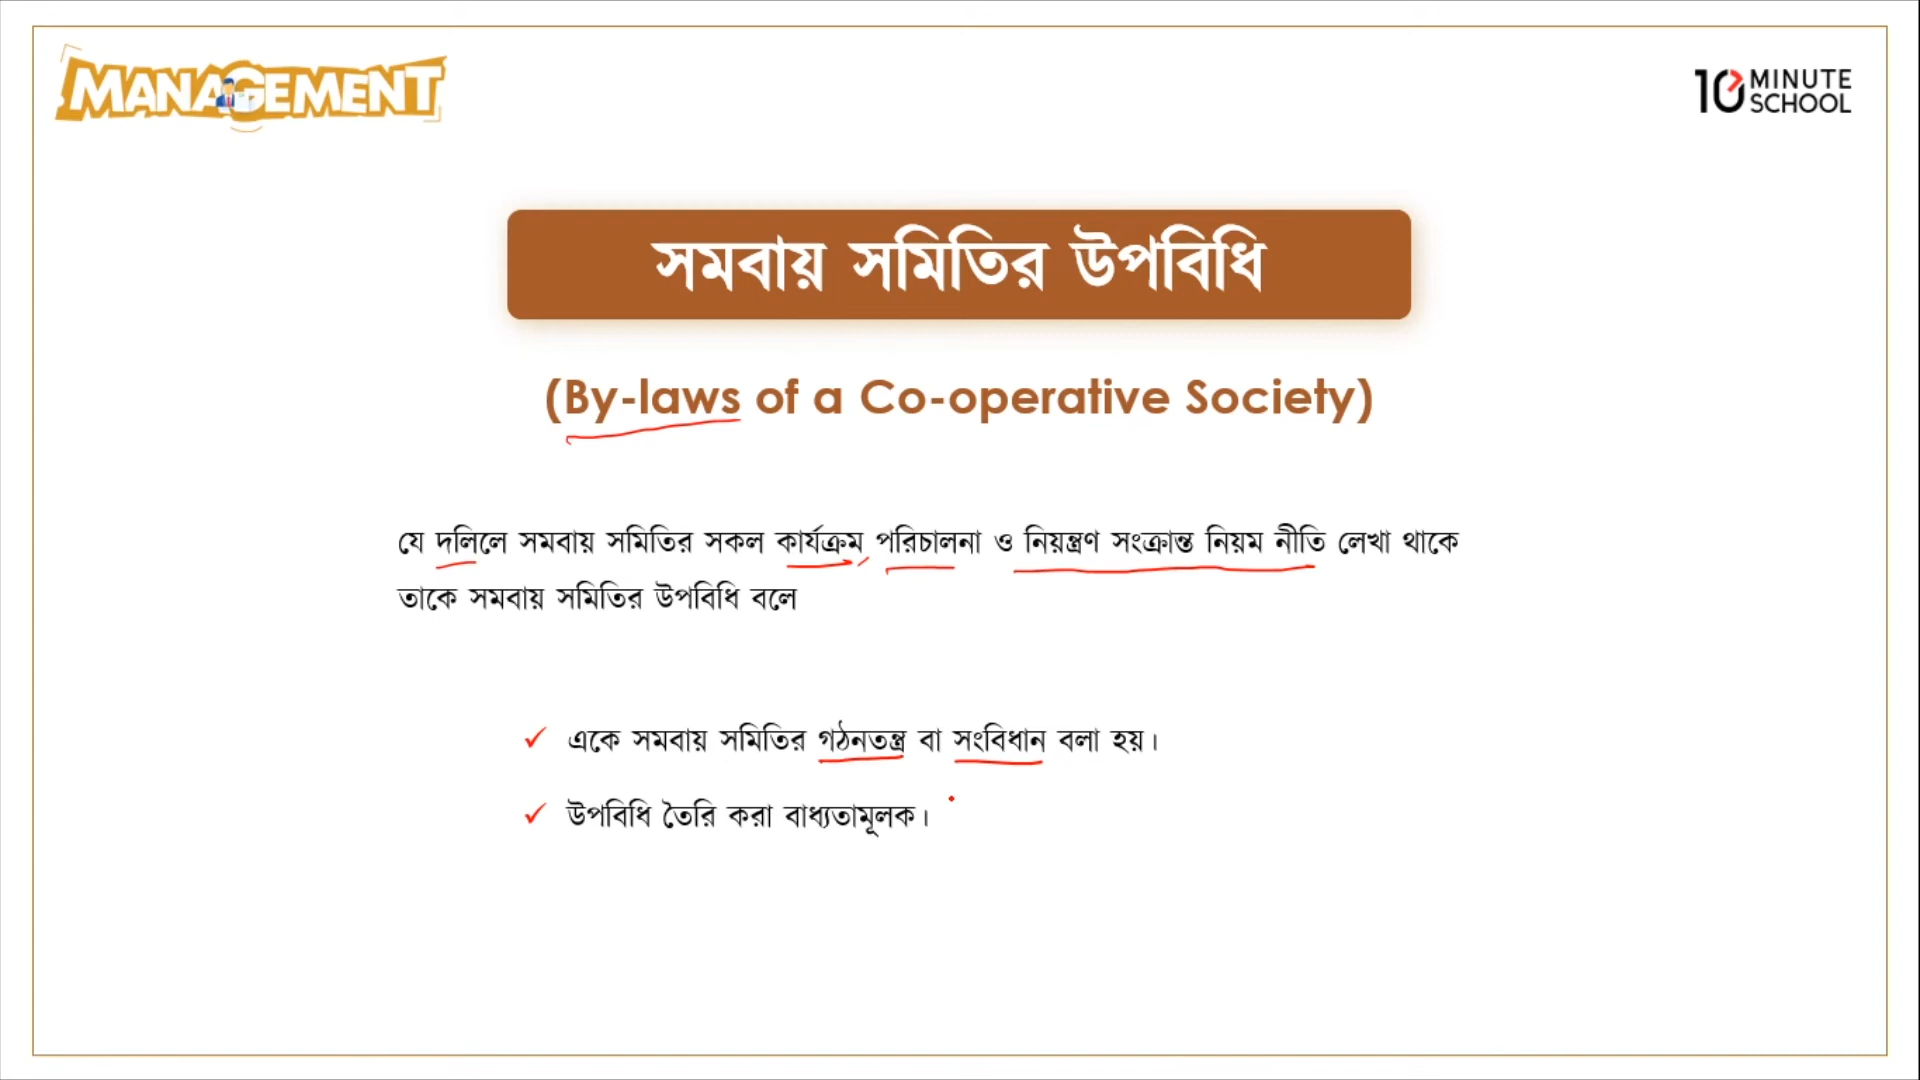 MANAGEMENT
10 MINUTE SCHOOL
সমবায় সমিতির উপবিধি
(By-laws of a Co-operative Society)
যে দলিলে সমবায় সমিতির সকল কার্যক্রম পরিচালনা ও নিয়ন্ত্রণ সংক্রান্ত নিয়ম নীতি লেখা থাকে
তাকে সমবায় সমিতির উপবিধি বলে
একে সমবায় সমিতির গঠনতন্ত্র বা সংবিধান বলা হয়।
উপবিধি তৈরি করা বাধ্যতামূলক।